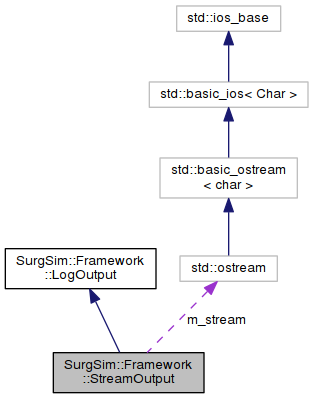 std::ios_base
std::basic_ios< Char >
std::basic_ostream
< char >
SurgSim::Framework
::LogOutput
std::ostream
m_stream
SurgSim::Framework
::StreamOutput